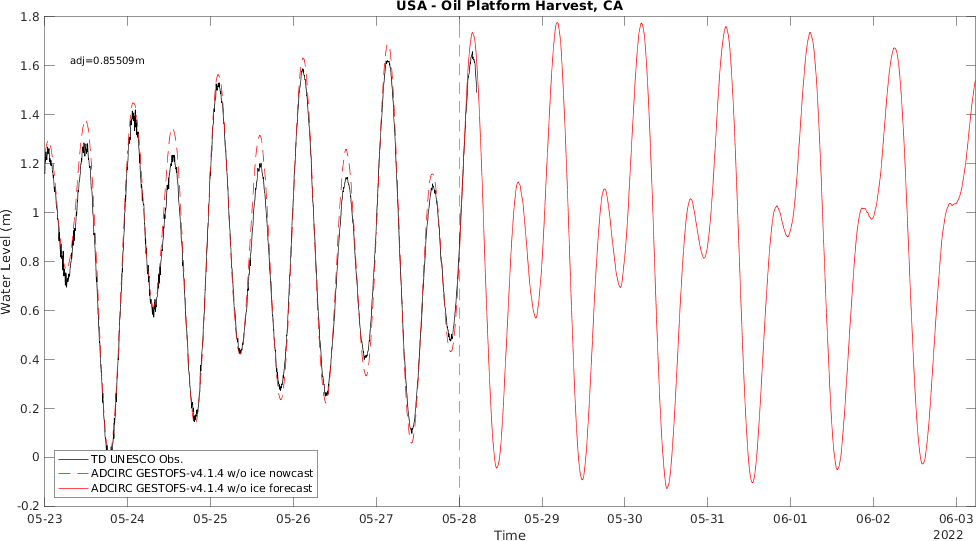 USA - Oil Platform Harvest, CA
1.8
1.6
1.4
1.2
1
0.8
0.6
0.4
0.2
0
-0.2
Water Level (m)
adj=0.85509m
TD UNESCO Obs.
ADCIRC GESTOFS-v4.1.4 w/o ice nowcast
ADCIRC GESTOFS-v4.1.4 w/o ice forecast
05-23 05-24 05-25 05-26 05-27 05-28 05-29 05-30 05-31 06-01 06-02 06-03
Time
2022